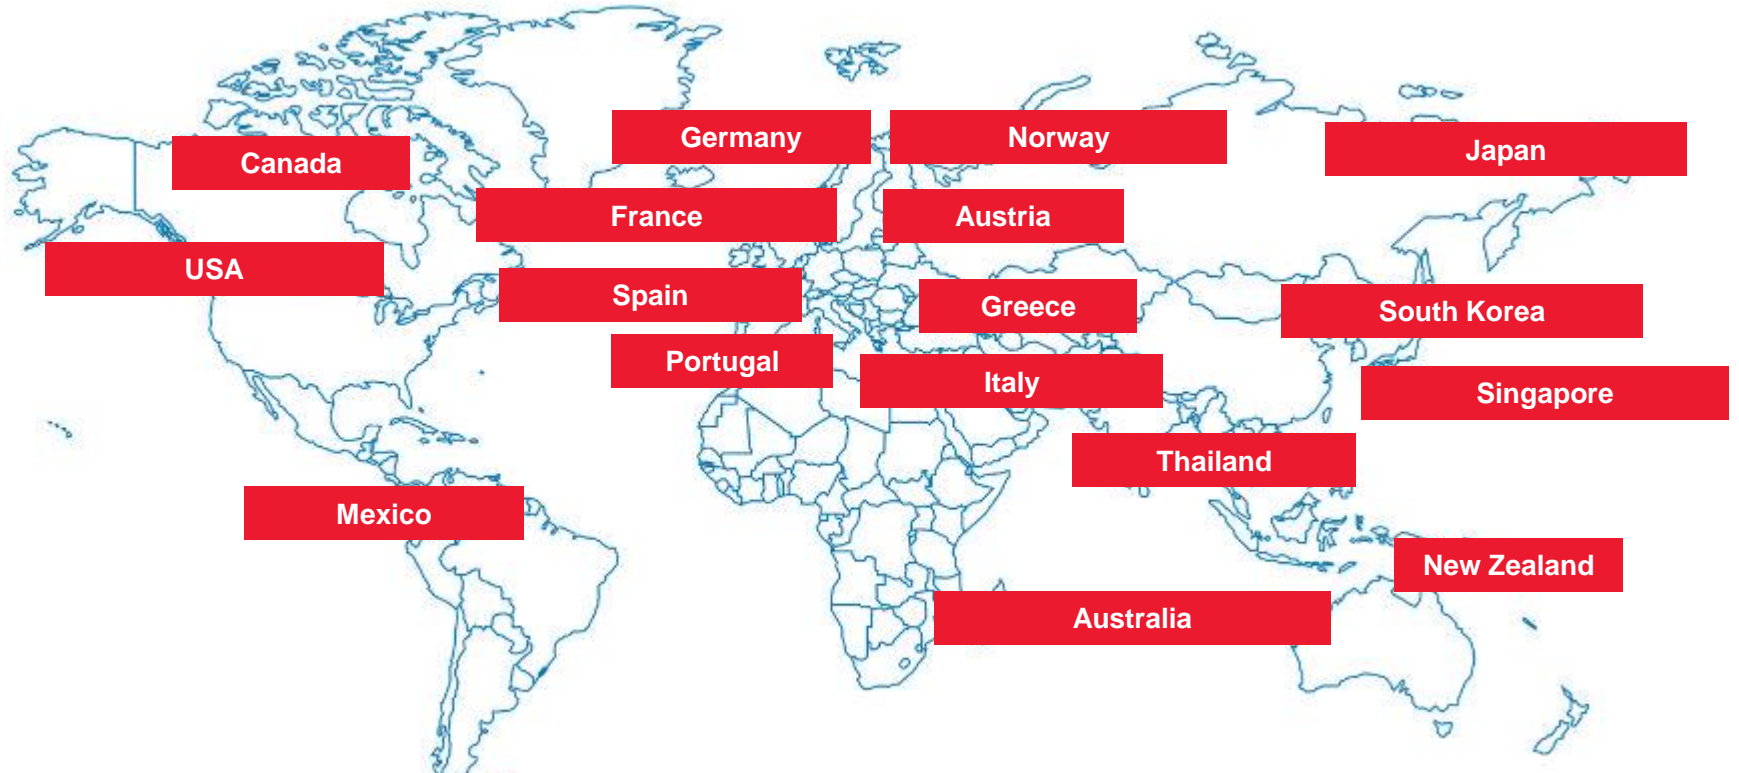 Germany
Norway
Japan
Canada
France
Austria
USA
Spain
Greece
South Korea
Portugal
Italy
Singapore
Thailand
Mexico
New Zealand
Australia